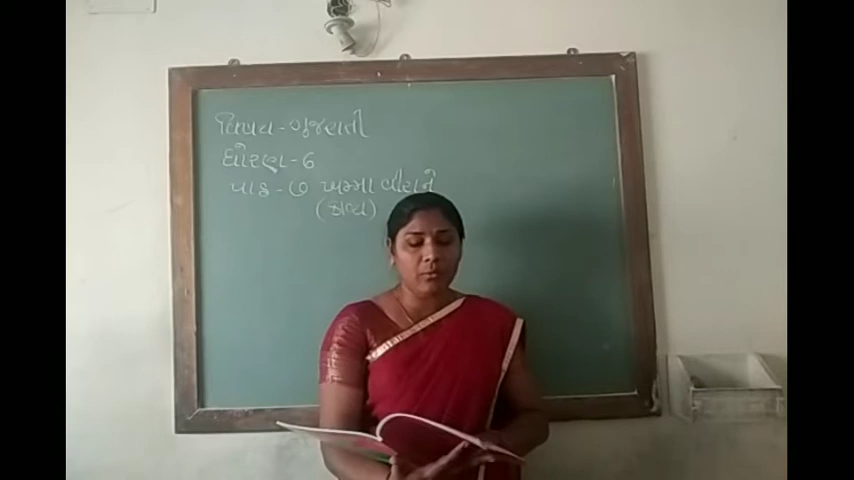 વિષય - ગુજરાતી
ધોરણ - 6
પાઠ - ૭ ખમ્મા વીરાને
(કાવ્ય)